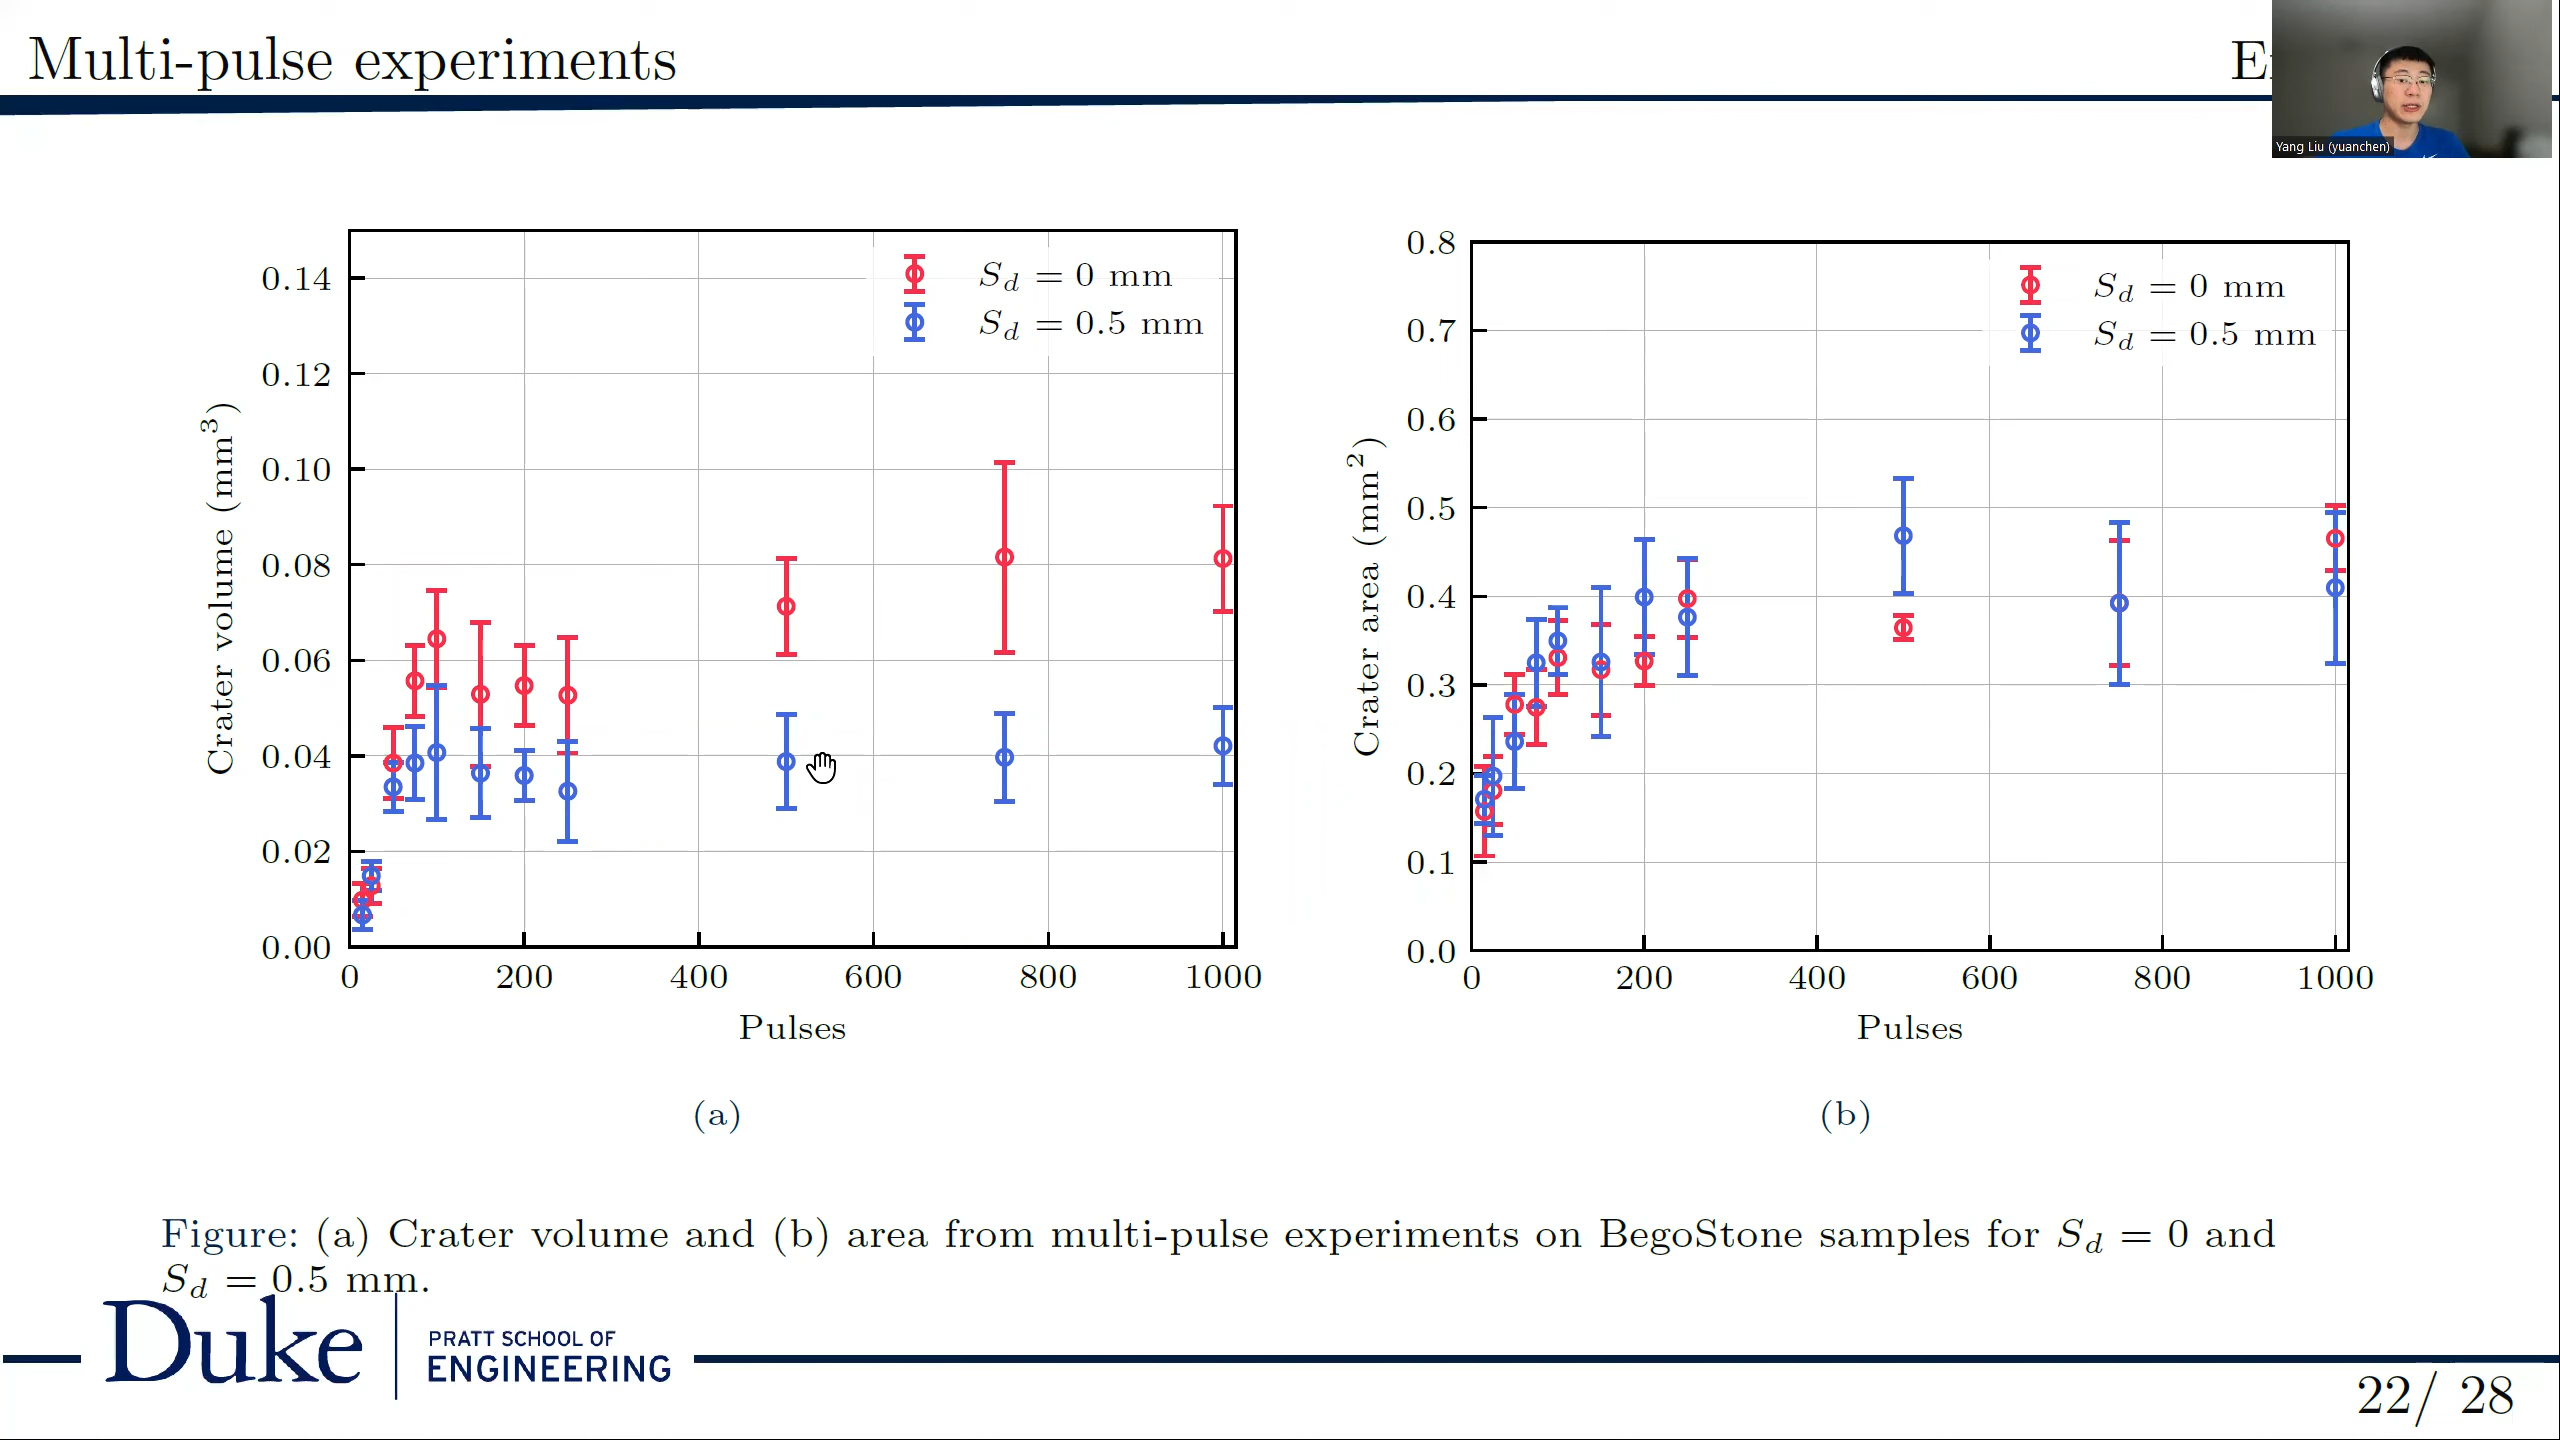 Multi-pulse experiments
Yang Liu (yuanchen)
0.14
0.12
0.10
0.08
0.06
0.04
0.02
0.00
Crater volume (mm³)
S_d = 0 mm
S_d = 0.5 mm
0 200 400 600 800 1000
Pulses
(a)
0.8
0.7
0.6
0.5
0.4
0.3
0.2
0.1
0.0
Crater area (mm²)
S_d = 0 mm
S_d = 0.5 mm
0 200 400 600 800 1000
Pulses
(b)
Figure: (a) Crater volume and (b) area from multi-pulse experiments on BegoStone samples for S_d = 0 and
S_d = 0.5 mm.
Duke
PRATT SCHOOL OF
ENGINEERING
22/ 28